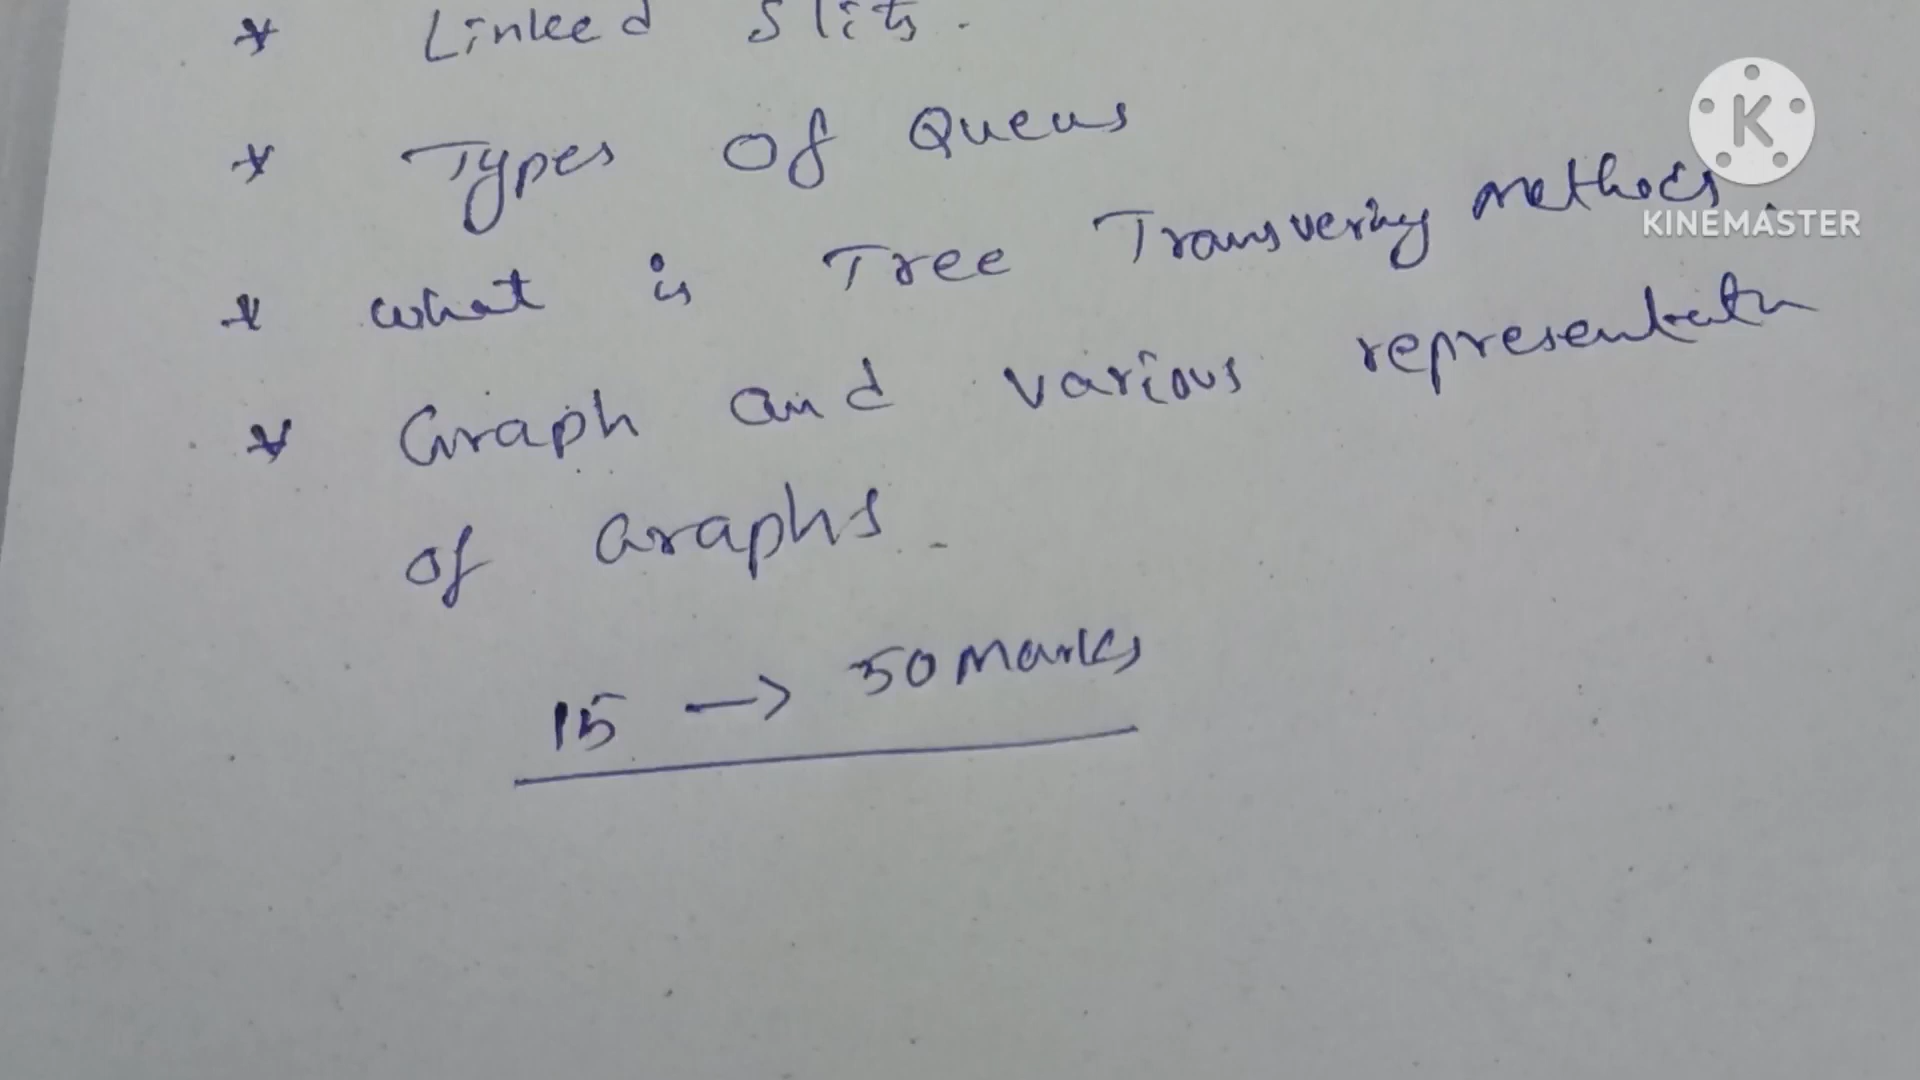 * Linked Slits.
* Types Of Queus
* What is Tree Transvering methods.
* Graph and various representatn
of Graphs.
15 -> 50 Marks
K
KINEMASTER